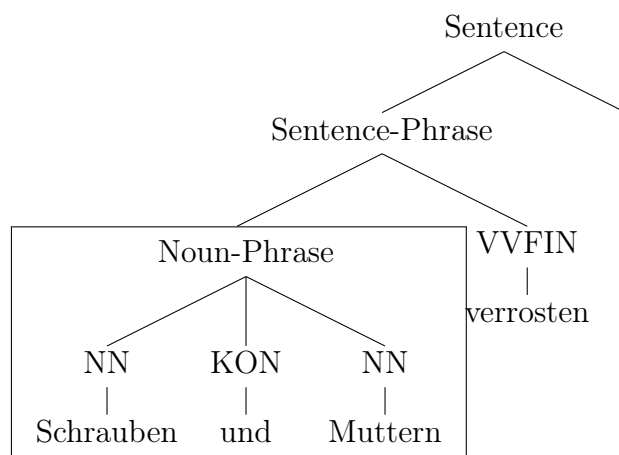 Sentence
Sentence-Phrase
Noun-Phrase VVFIN
verrosten
NN KON NN
Schrauben und Muttern